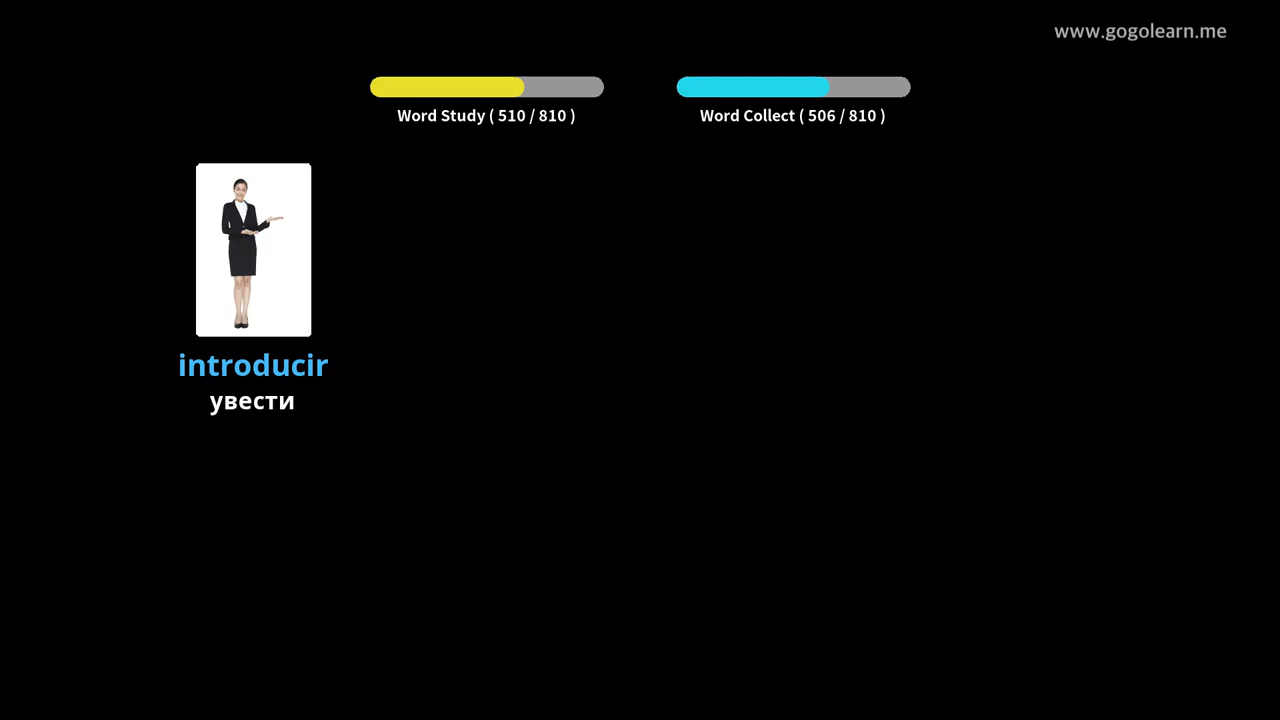 www.gogolearn.me
Word Study ( 510 / 810 )
Word Collect ( 506 / 810 )
introducir
увести